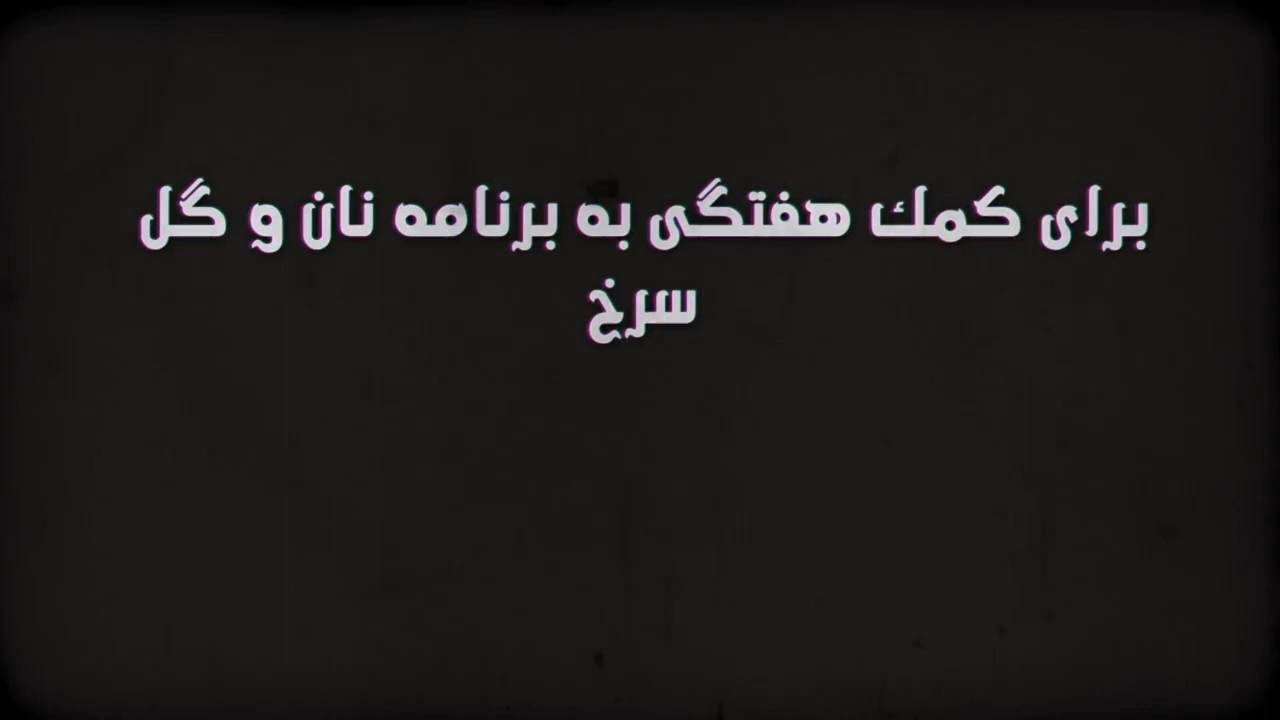 برای کمک هفتگی به برنامه نان و گل
سرخ